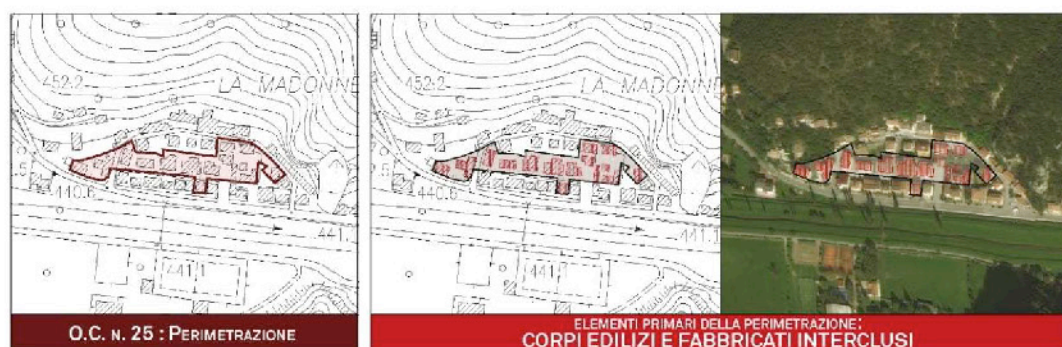 452.2
LA MADONNE
440.6
441.
441.1
O.C. N. 25 : PERIMETRAZIONE
452.2
LA MADONNE
440.6
441.1
441.1
ELEMENTI PRIMARI DELLA PERIMETRAZIONE:
CORPI EDILIZI E FABBRICATI INTERCLUSI